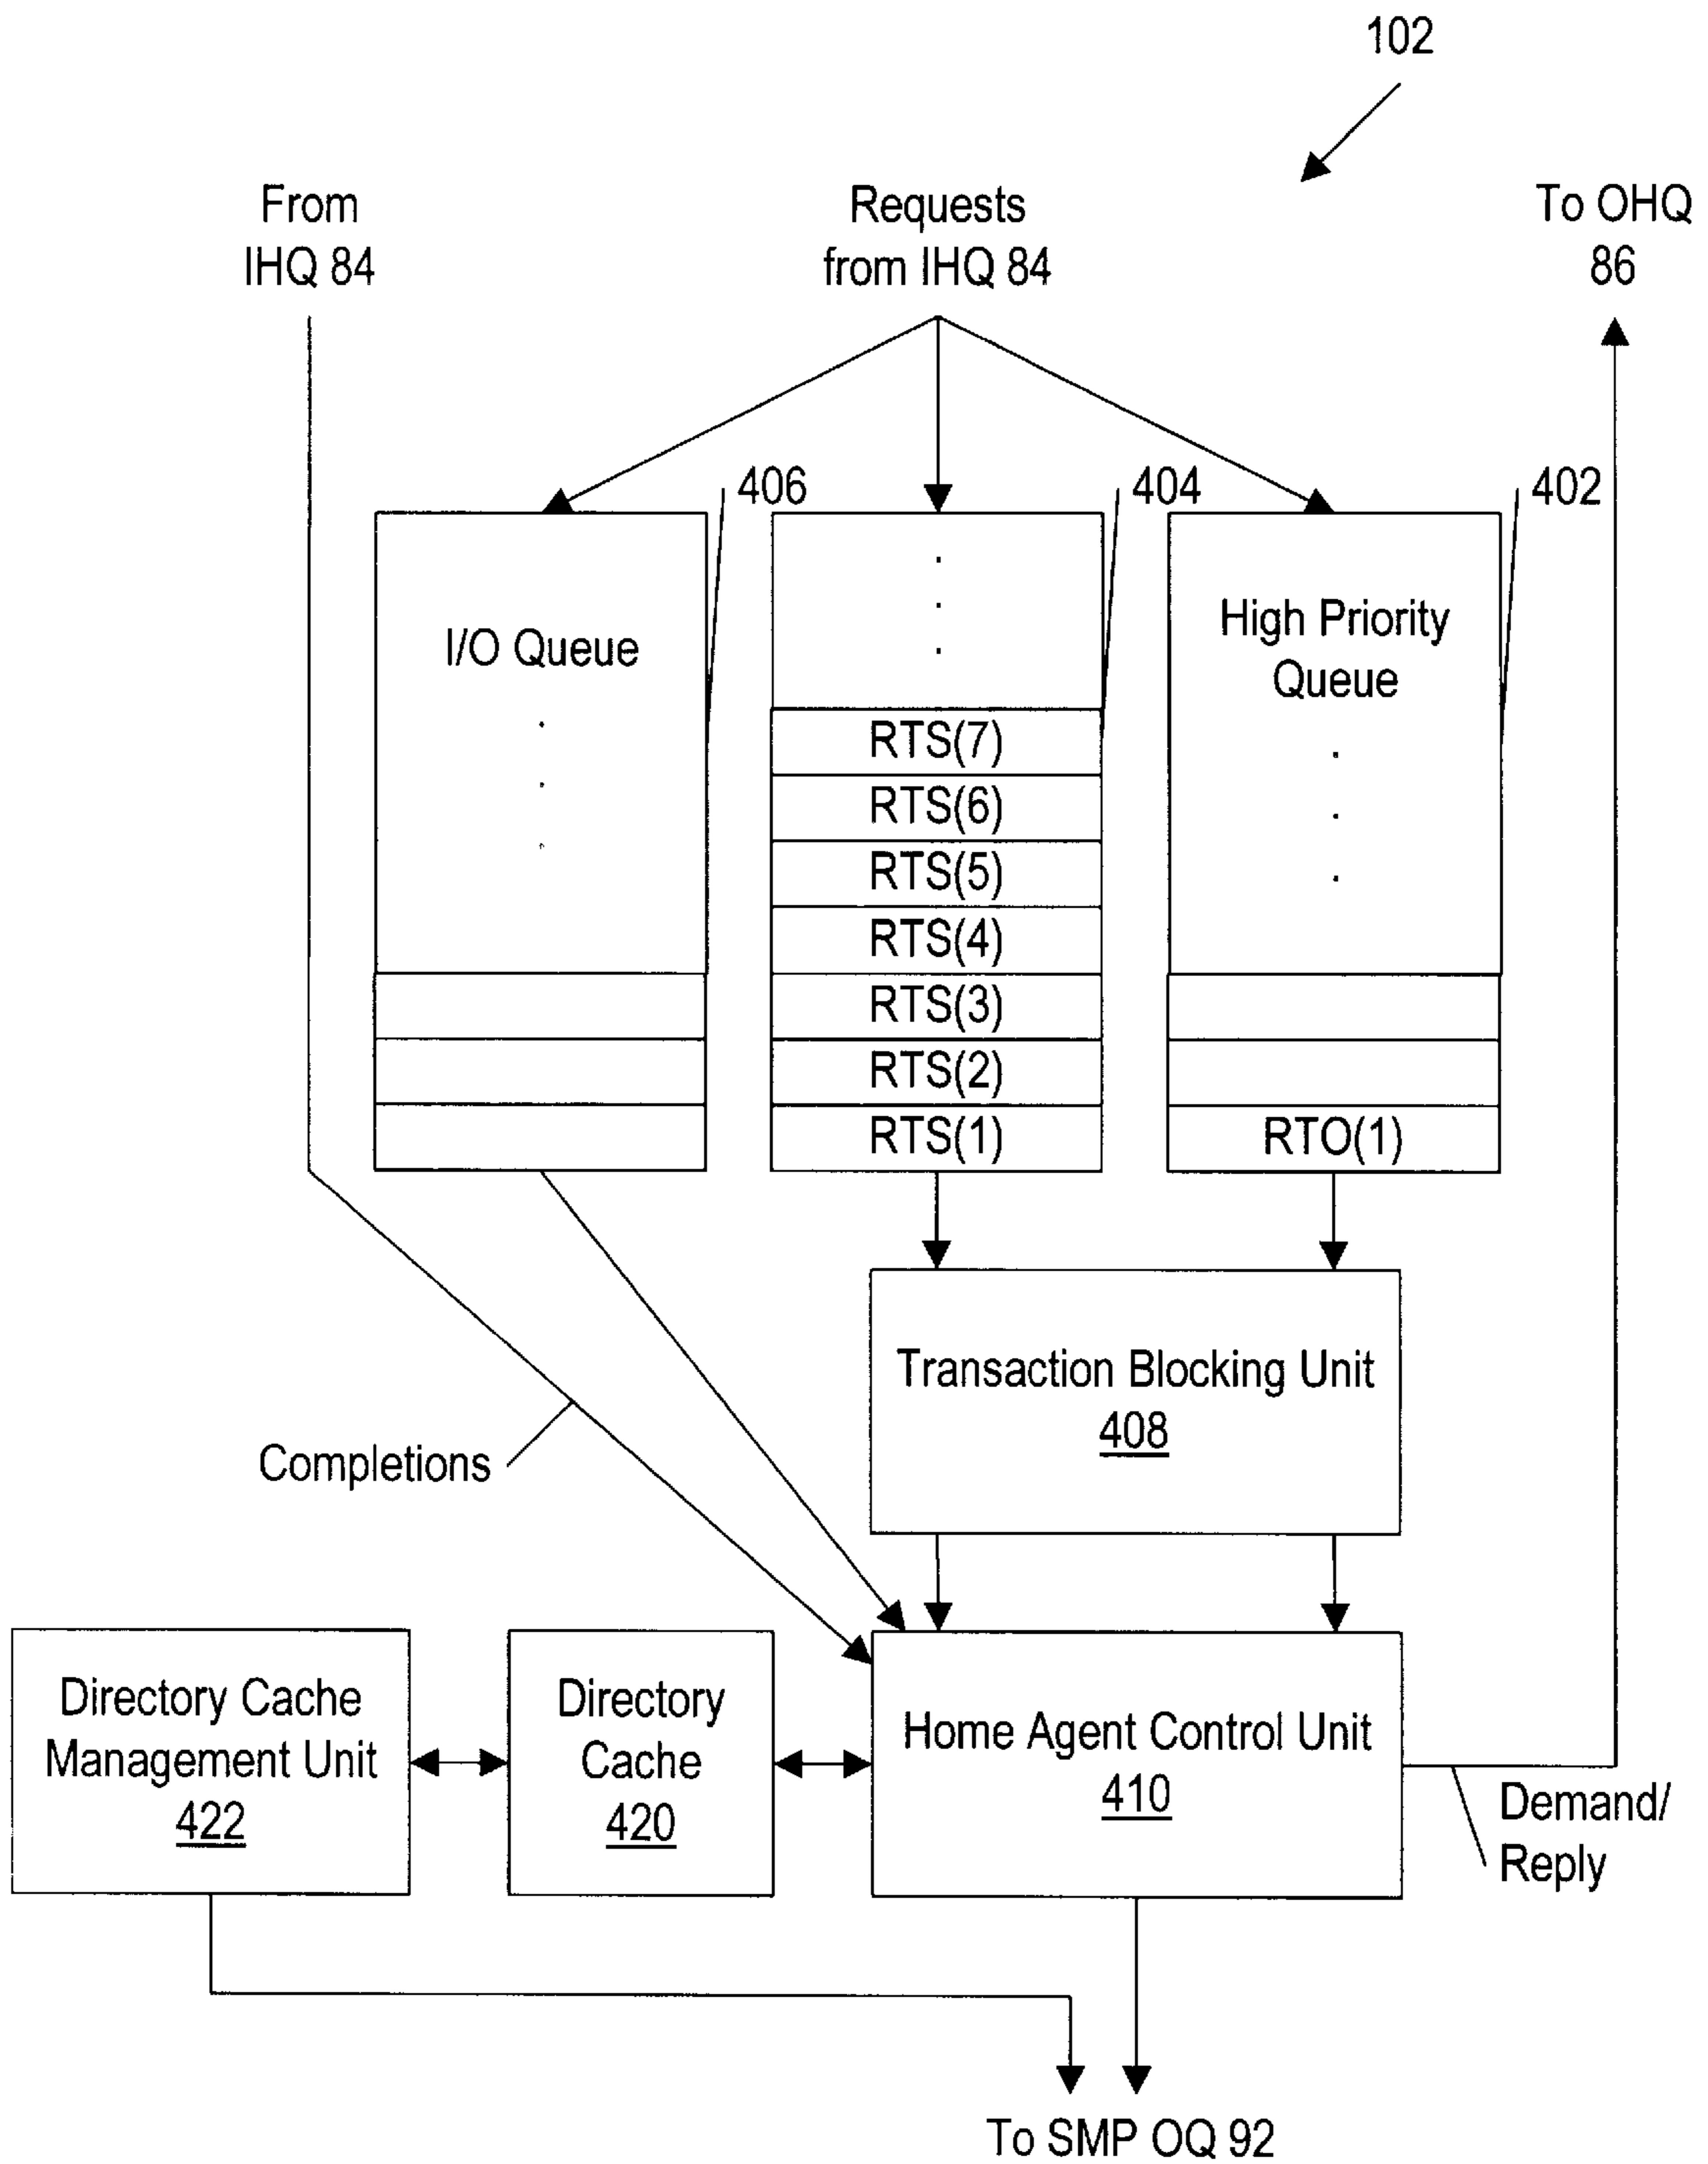 102
From
IHQ 84
Requests
from IHQ 84
To OHQ
86
406
404
402
I/O Queue
High Priority
Queue
RTS(7)
RTS(6)
RTS(5)
RTS(4)
RTS(3)
RTS(2)
RTS(1)
RTO(1)
Transaction Blocking Unit
408
Completions
Directory Cache
Management Unit
422
Directory
Cache
420
Home Agent Control Unit
410
Demand/
Reply
To SMP OQ 92